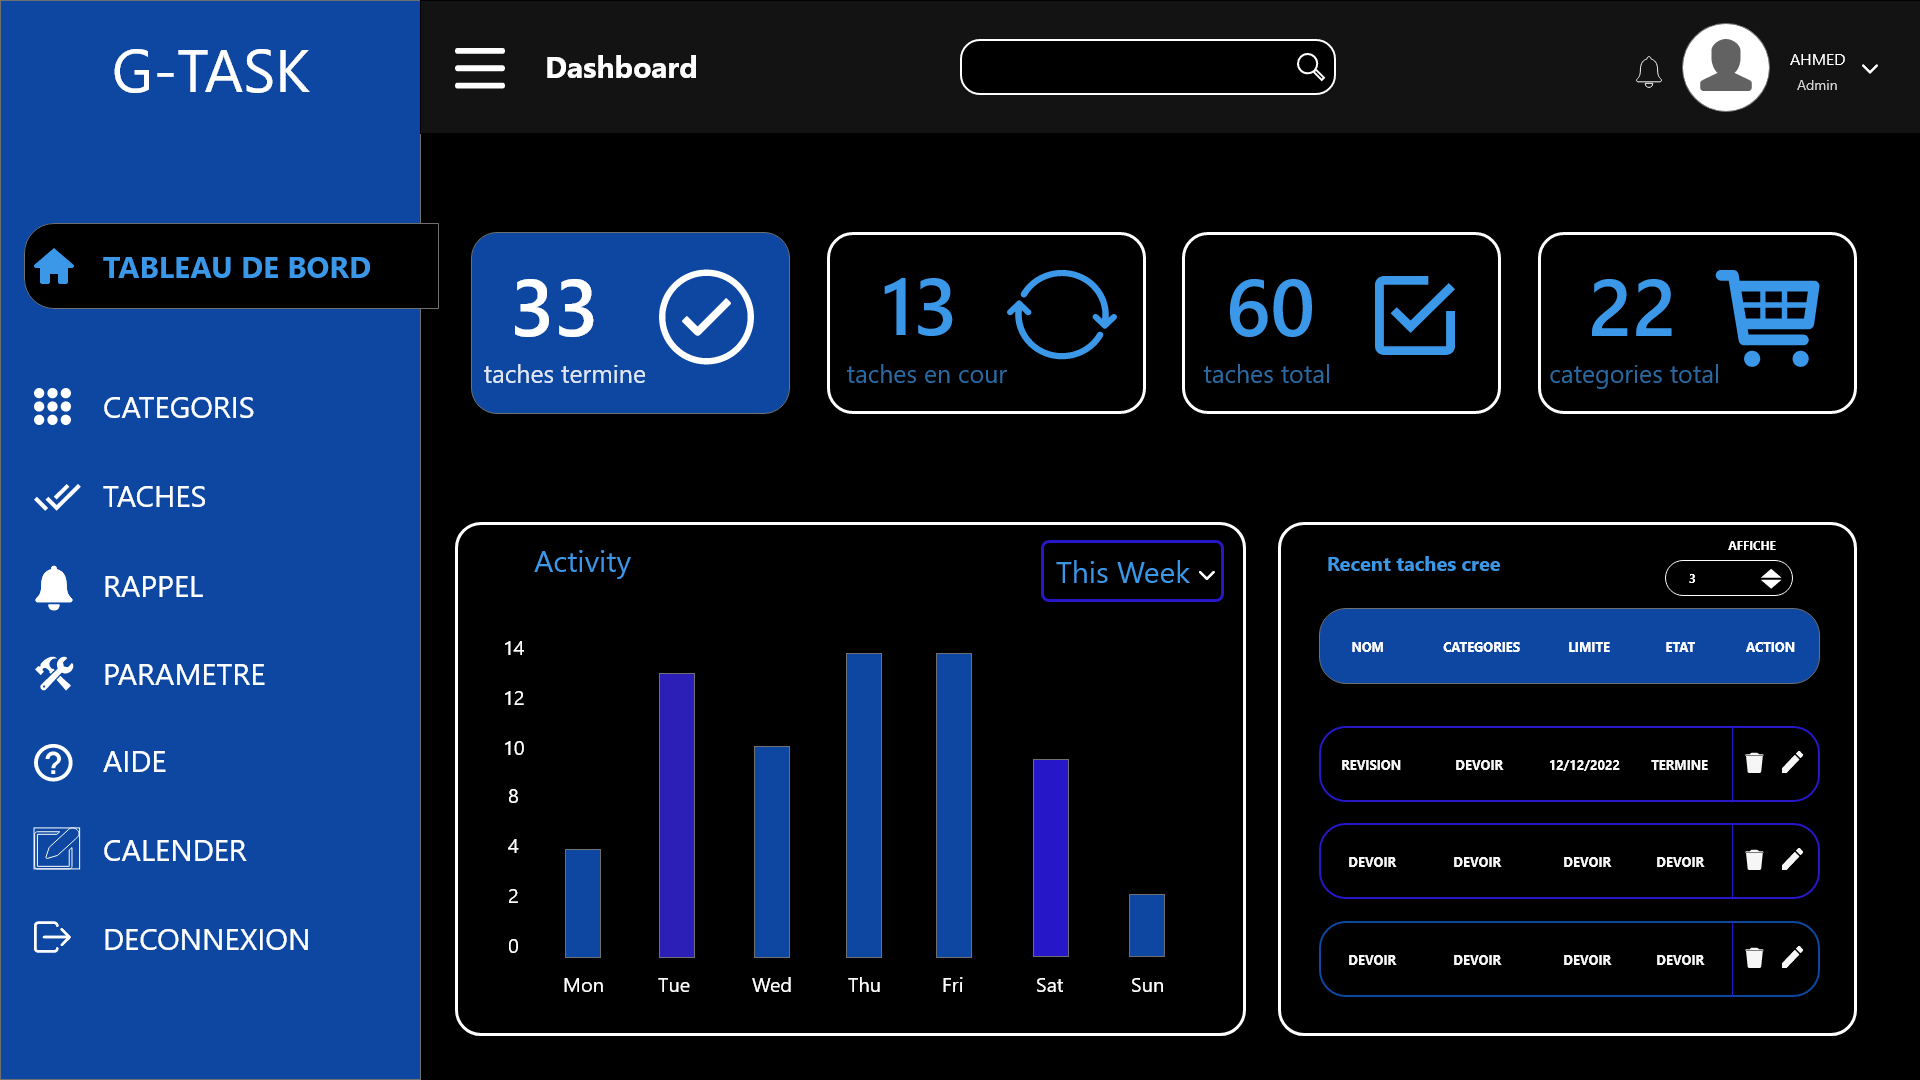 G-TASK
Dashboard
AHMED
Admin
TABLEAU DE BORD
CATEGORIS
TACHES
RAPPEL
PARAMETRE
AIDE
CALENDER
DECONNEXION
33
taches termine
13
taches en cour
60
taches total
22
categories total
Activity
This Week
14
12
10
8
4
2
0
Mon Tue Wed Thu Fri Sat Sun
Recent taches cree
AFFICHE
3
NOM CATEGORIES LIMITE ETAT ACTION
REVISION DEVOIR 12/12/2022 TERMINE
DEVOIR DEVOIR DEVOIR DEVOIR
DEVOIR DEVOIR DEVOIR DEVOIR